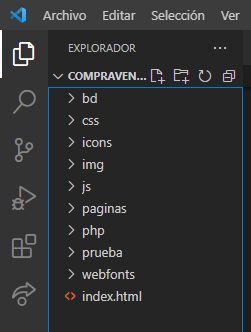 Archivo Editar Selección Ver
EXPLORADOR
COMPRAVEN...
bd
css
icons
img
js
paginas
php
prueba
webfonts
index.html